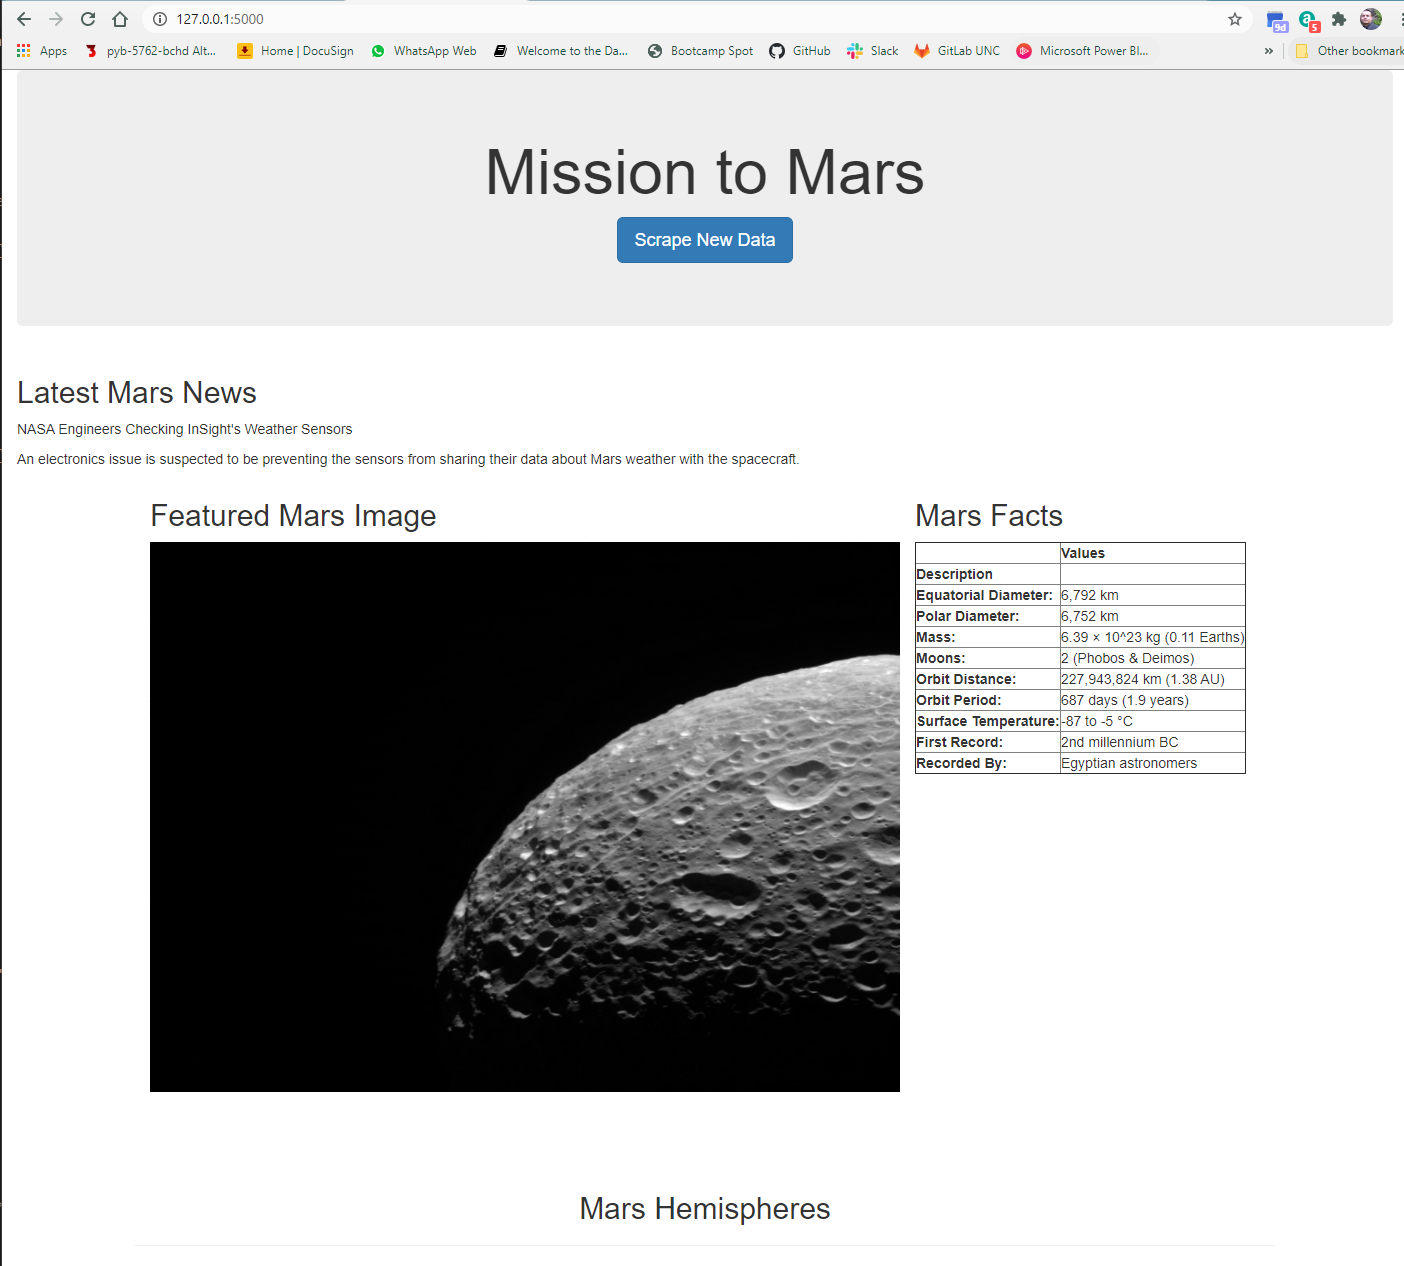 127.0.0.1:5000
9d
5
Apps
pyb-5762-bchd Alt...
Home | DocuSign
WhatsApp Web
Welcome to the Da...
Bootcamp Spot
GitHub
Slack
GitLab UNC
Microsoft Power BI...
»
Other bookmark
Mission to Mars
Scrape New Data
Latest Mars News
NASA Engineers Checking InSight's Weather Sensors
An electronics issue is suspected to be preventing the sensors from sharing their data about Mars weather with the spacecraft.
Featured Mars Image
Mars Facts
Values
Description
Equatorial Diameter: 6,792 km
Polar Diameter: 6,752 km
Mass: 6.39 × 10^23 kg (0.11 Earths)
Moons: 2 (Phobos & Deimos)
Orbit Distance: 227,943,824 km (1.38 AU)
Orbit Period: 687 days (1.9 years)
Surface Temperature: -87 to -5 °C
First Record: 2nd millennium BC
Recorded By: Egyptian astronomers
Mars Hemispheres